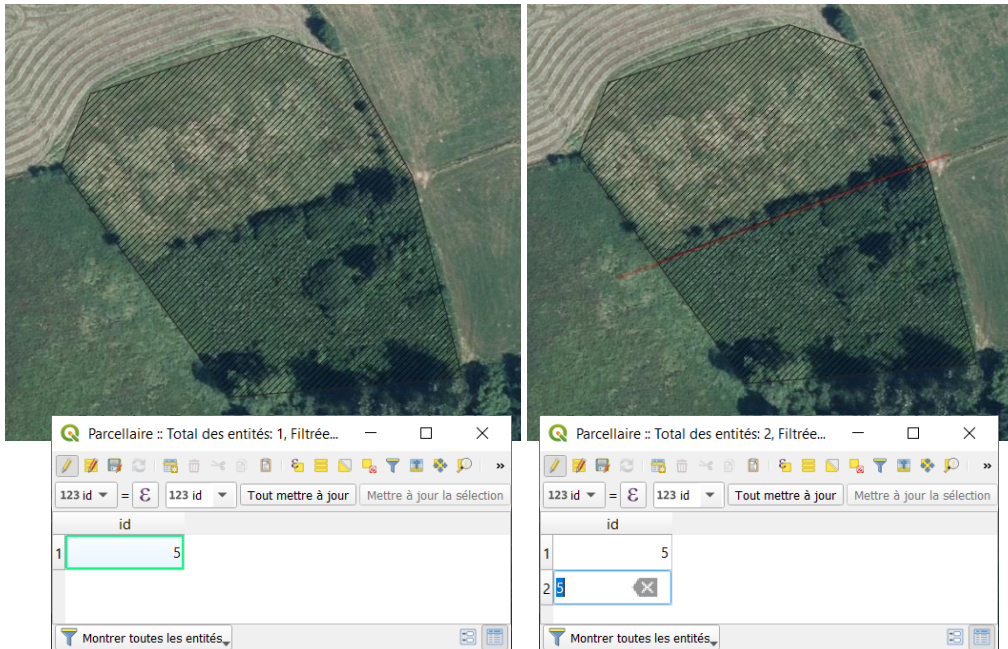 Parcellaire :: Total des entités: 1, Filtrée...
123 id = ε 123 id Tout mettre à jour Mettre à jour la sélection
id
1 5
Montrer toutes les entités
Parcellaire :: Total des entités: 2, Filtrée...
123 id = ε 123 id Tout mettre à jour Mettre à jour la sélection
id
1 5
2 5
Montrer toutes les entités